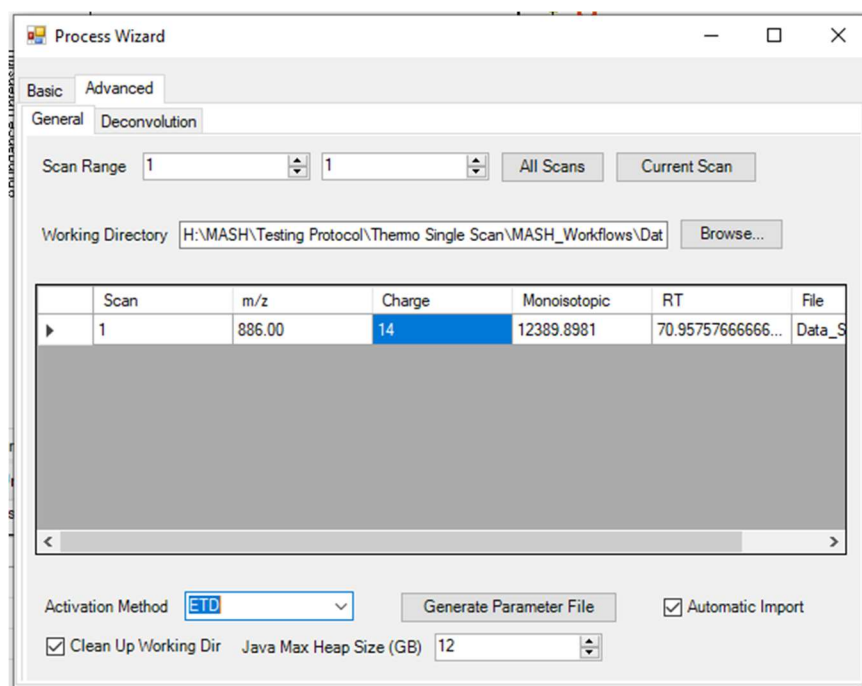 Process Wizard
Basic Advanced
General Deconvolution
Scan Range 1 1 All Scans Current Scan
Working Directory H:\MASH\Testing Protocol\Thermo Single Scan\MASH_Workflows\Dat Browse...
Scan m/z Charge Monoisotopic RT File
1 886.00 14 12389.8981 70.95757666666... Data_S
Activation Method ETD Generate Parameter File Automatic Import
Clean Up Working Dir Java Max Heap Size (GB) 12